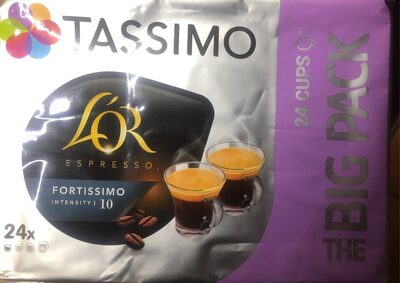 TASSIMO
L'OR
ESPRESSO
FORTISSIMO
INTENSITY | 10
24x
24 CUPS
THE BIG PACK